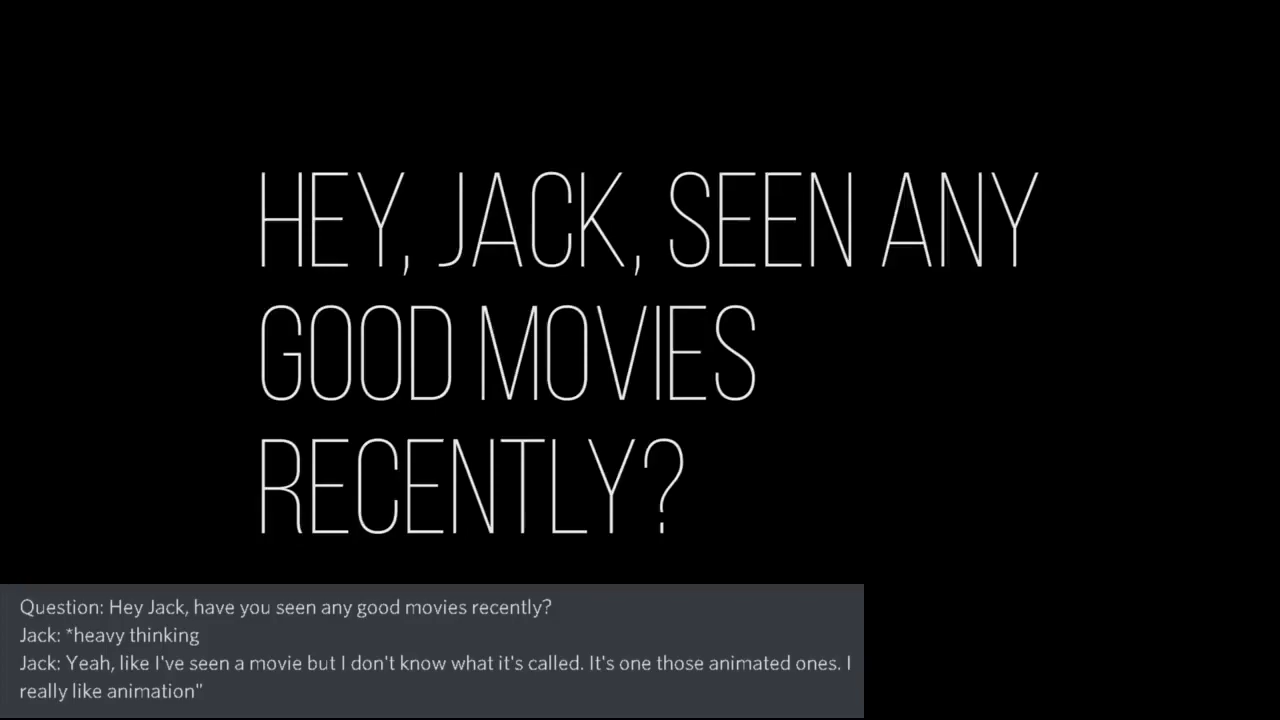 HEY, JACK, SEEN ANY
GOOD MOVIES
RECENTLY?
Question: Hey Jack, have you seen any good movies recently?
Jack: *heavy thinking
Jack: Yeah, like I've seen a movie but I don't know what it's called. It's one those animated ones. I
really like animation"